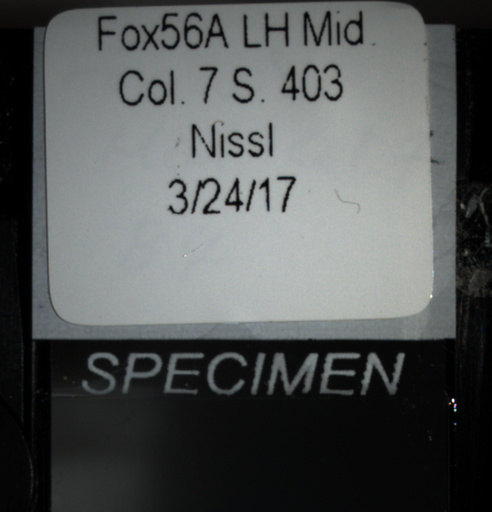 Fox56A LH Mid
Col. 7 S. 403
Nissl
3/24/17
SPECIMEN